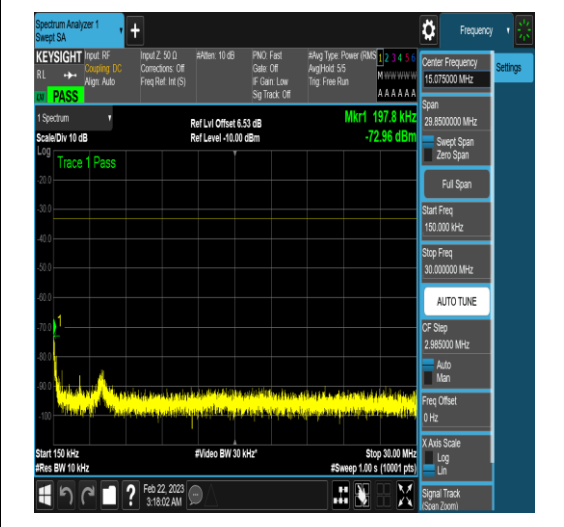 Spectrum Analyzer 1
Swept SA
+
Frequency
KEYSIGHT
RL
Input: RF
Coupling: DC
Align: Auto
Input Z: 50 Ω
Corrections: Off
Freq Ref: Int (S)
#Atten: 10 dB
PNO: Fast
Gate: Off
IF Gain: Low
Sig Track: Off
#Avg Type: Power (RMS
Avg|Hold: 5/5
Trig: Free Run
1 2 3 4 5 6
M w w w w w
A A A A A A
PASS
1 Spectrum
Scale/Div 10 dB
Ref Lvl Offset 6.53 dB
Ref Level -10.00 dBm
Mkr1 197.8 kHz
-72.96 dBm
Log
Trace 1 Pass
-20.0
-30.0
-40.0
-50.0
-60.0
-70.0
-80.0
-90.0
-100
1
Start 150 kHz
#Res BW 10 kHz
#Video BW 30 kHz*
Stop 30.00 MHz
#Sweep 1.00 s (10001 pts)
?
Feb 22, 2023
3:18:02 AM
Center Frequency
15.075000 MHz
Span
29.8500000 MHz
Swept Span
Zero Span
Full Span
Start Freq
150.000 kHz
Stop Freq
30.000000 MHz
AUTO TUNE
CF Step
2.985000 MHz
Auto
Man
Freq Offset
0 Hz
X Axis Scale
Log
Lin
Signal Track
(Span Zoom)
Settings